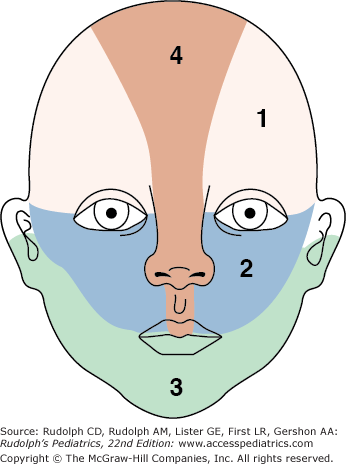 4
1
2
3
Source: Rudolph CD, Rudolph AM, Lister GE, First LR, Gershon AA:
Rudolph's Pediatrics, 22nd Edition: www.accesspediatrics.com
Copyright © The McGraw-Hill Companies, Inc. All rights reserved.